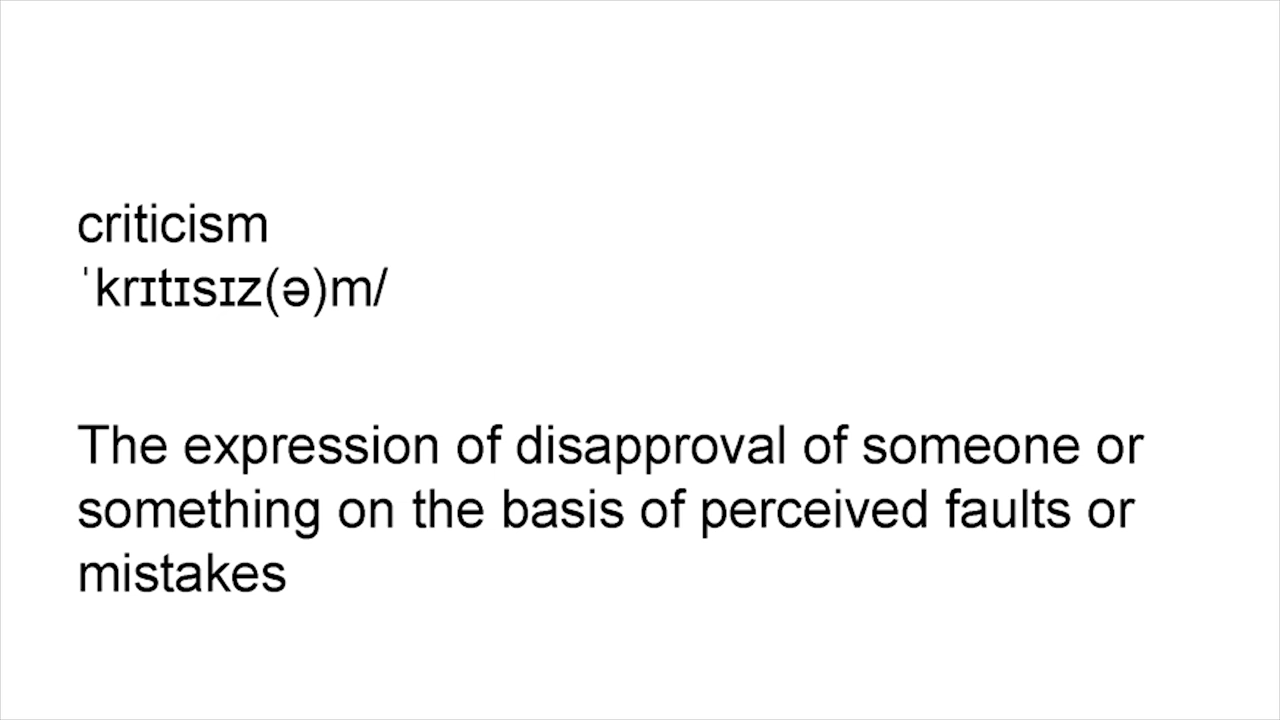 criticism
ˈkrɪtɪsɪz(ə)m/
The expression of disapproval of someone or
something on the basis of perceived faults or
mistakes